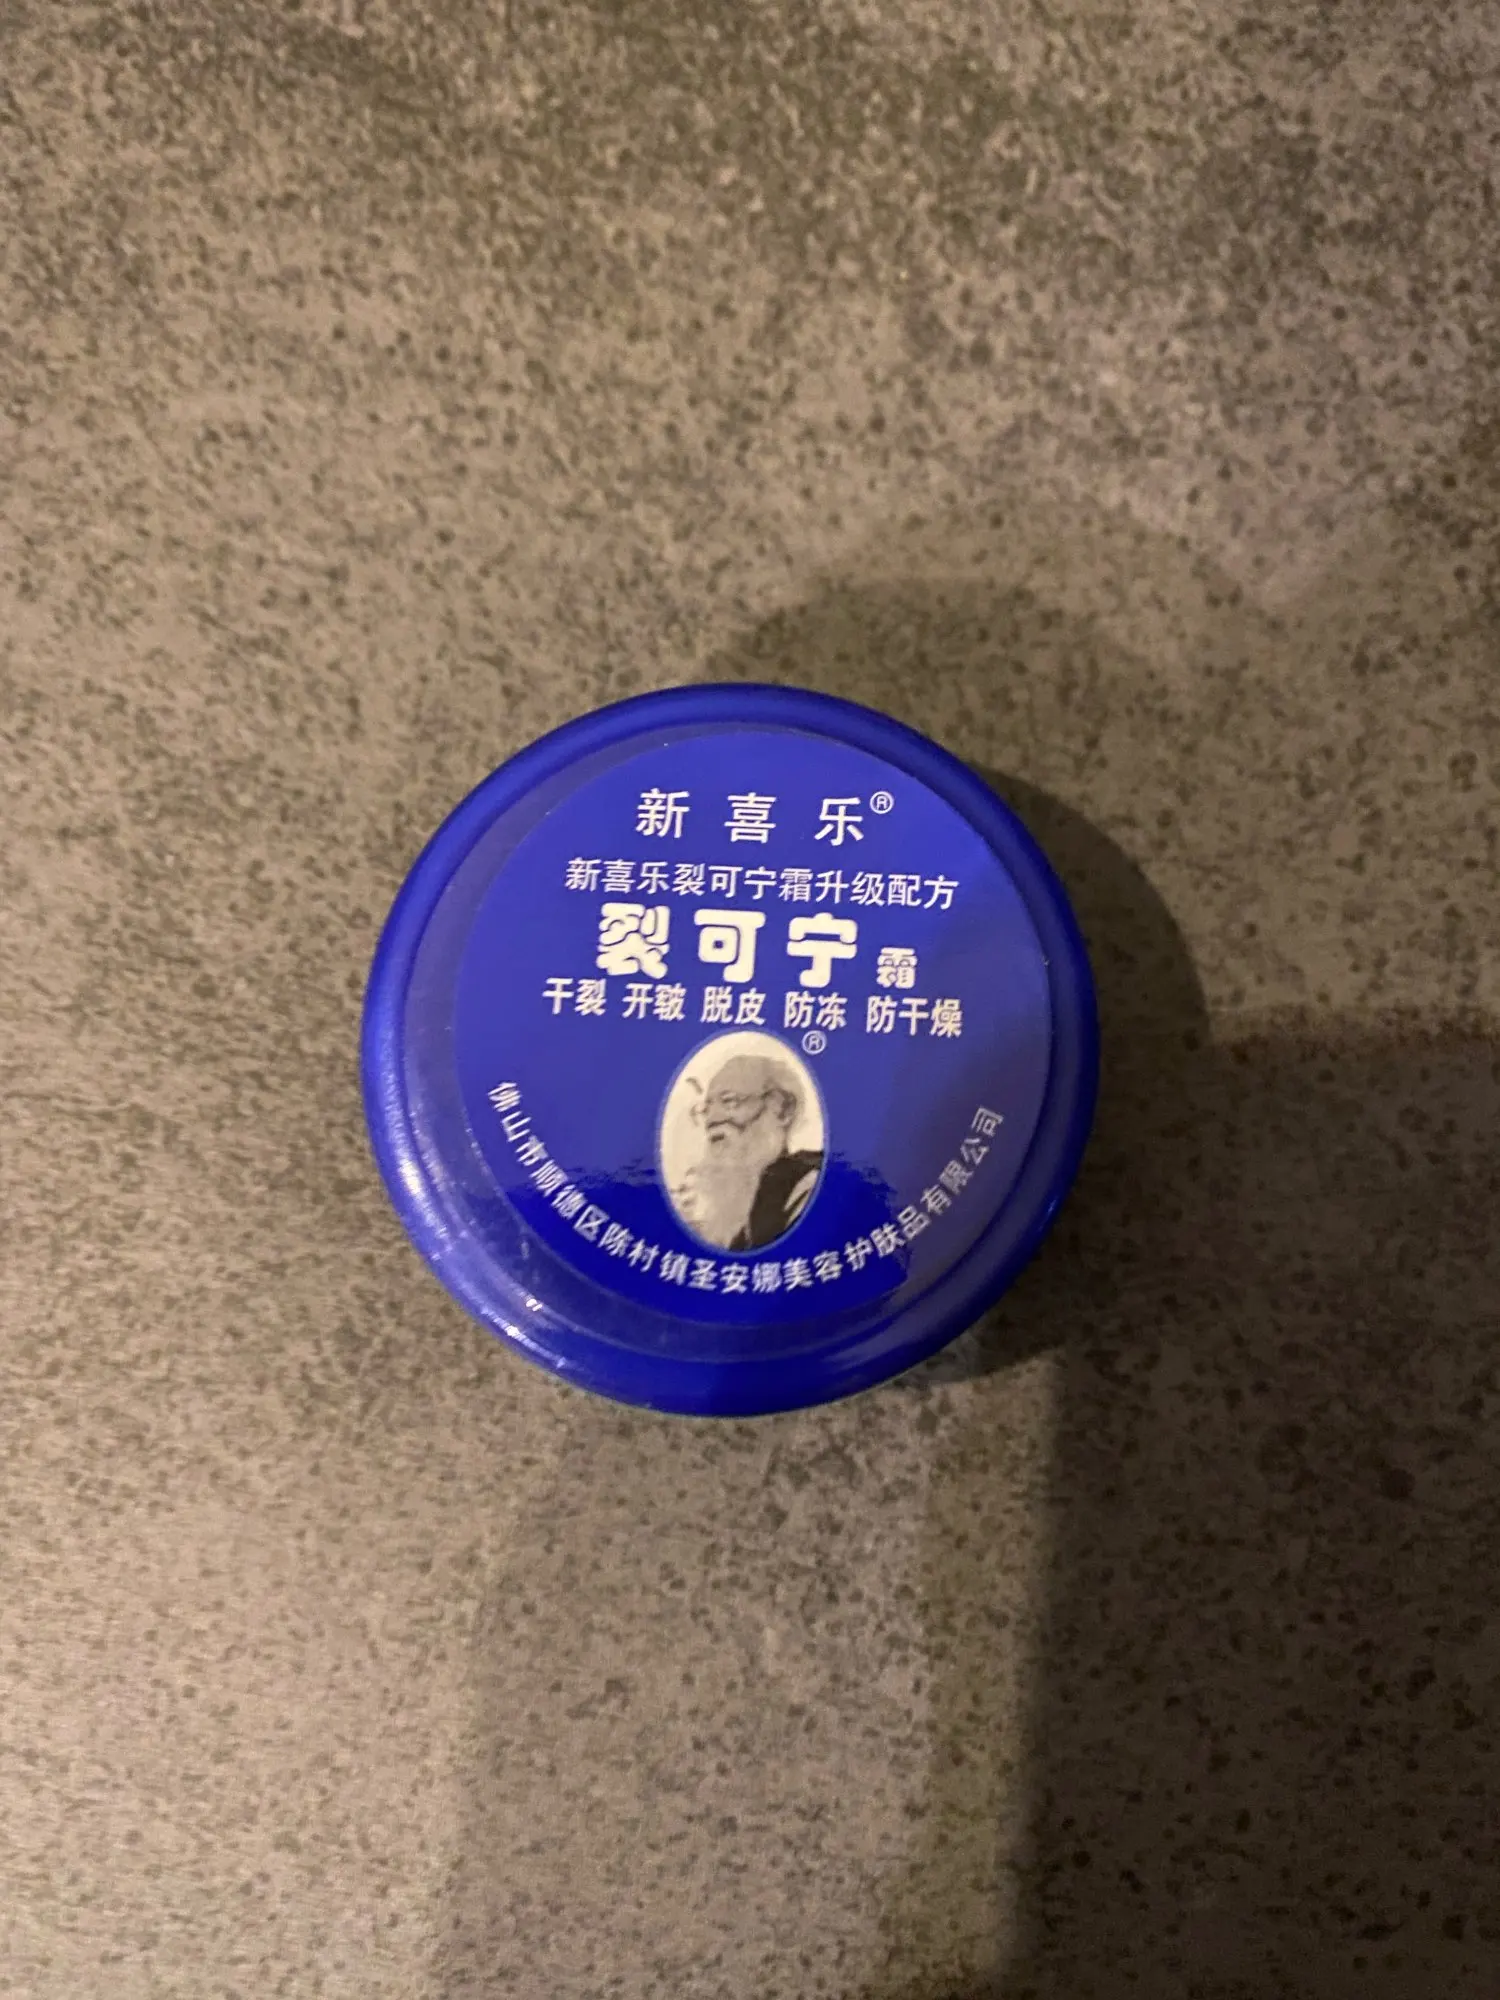 新喜乐®
新喜乐裂可宁霜升级配方
裂可宁霜
干裂 开皲 脱皮 防冻 防干燥
®
佛山市顺德区陈村镇圣安娜美容护肤品有限公司